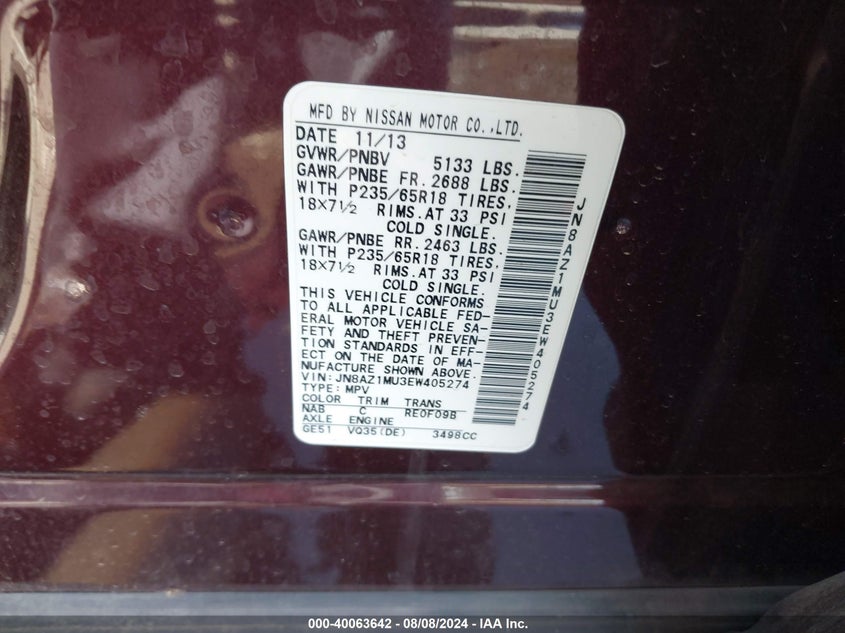 MFD BY NISSAN MOTOR CO.,LTD.
DATE 11/13
GVWR/PNBV 5133 LBS.
GAWR/PNBE FR. 2688 LBS.
WITH P235/65R18 TIRES.
18×7½ RIMS. AT 33 PSI
COLD SINGLE.
GAWR/PNBE RR. 2463 LBS.
WITH P235/65R18 TIRES.
18×7½ RIMS. AT 33 PSI
COLD SINGLE.
THIS VEHICLE CONFORMS
TO ALL APPLICABLE FED-
ERAL MOTOR VEHICLE SA-
FETY AND THEFT PREVEN-
TION STANDARDS IN EFF-
ECT ON THE DATE OF MA-
NUFACTURE SHOWN ABOVE.
VIN: JN8AZ1MU3EW405274
TYPE: MPV
COLOR TRIM TRANS
NAB C RE0F09B
AXLE ENGINE
GE51 VQ35(DE) 3498CC
JN8AZ1MU3EW405274
000-40063642 - 08/08/2024 - IAA Inc.